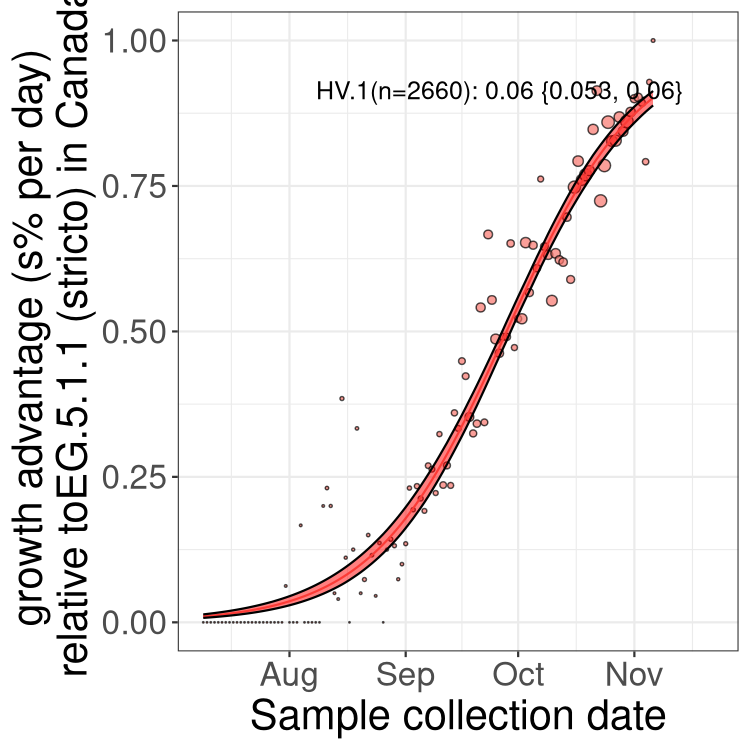 growth advantage (s% per day)
relative toEG.5.1.1 (stricto) in Canada
1.00
0.75
0.50
0.25
0.00
HV.1(n=2660): 0.06 {0.053, 0.06}
Aug Sep Oct Nov
Sample collection date